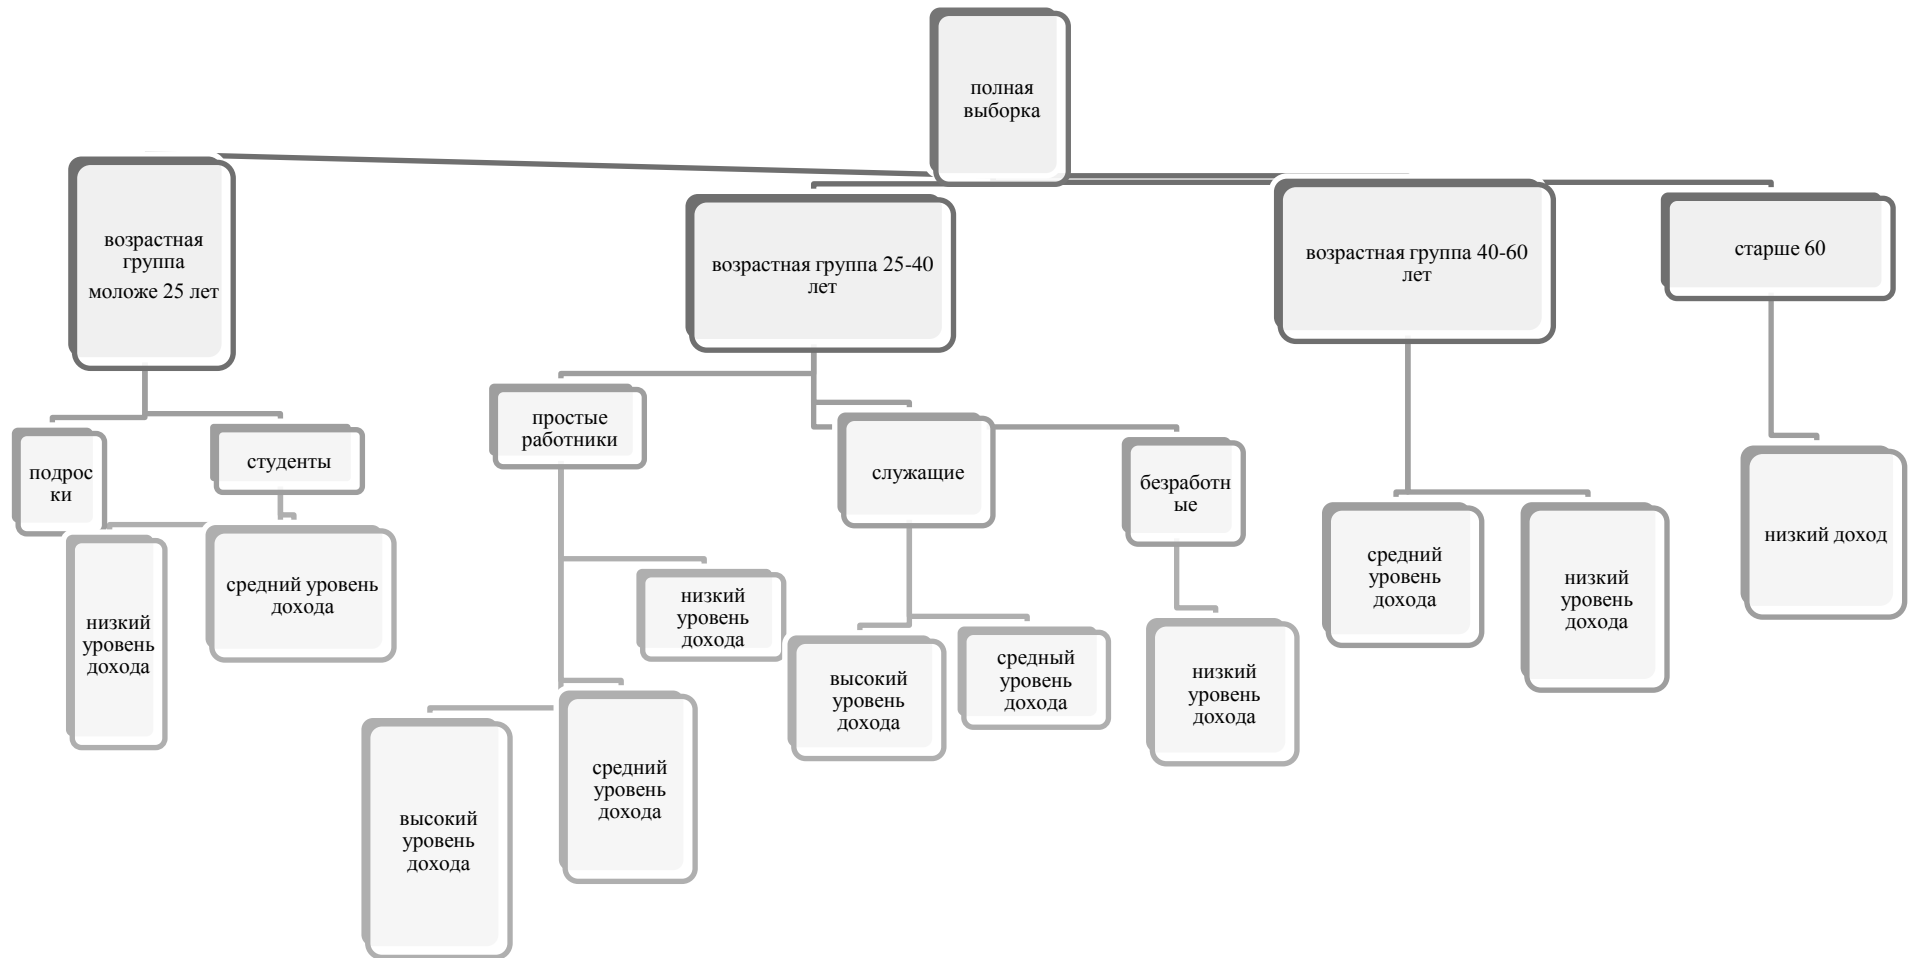 полная
выборка
возрастная
группа
моложе 25 лет
возрастная группа 25-40
лет
возрастная группа 40-60
лет
старше 60
подрос
ки
студенты
простые
работники
служащие
безработн
ые
низкий
уровень
дохода
средний уровень
дохода
высокий
уровень
дохода
средний
уровень
дохода
низкий
уровень
дохода
высокий
уровень
дохода
средный
уровень
дохода
низкий
уровень
дохода
средний
уровень
дохода
низкий
уровень
дохода
низкий доход